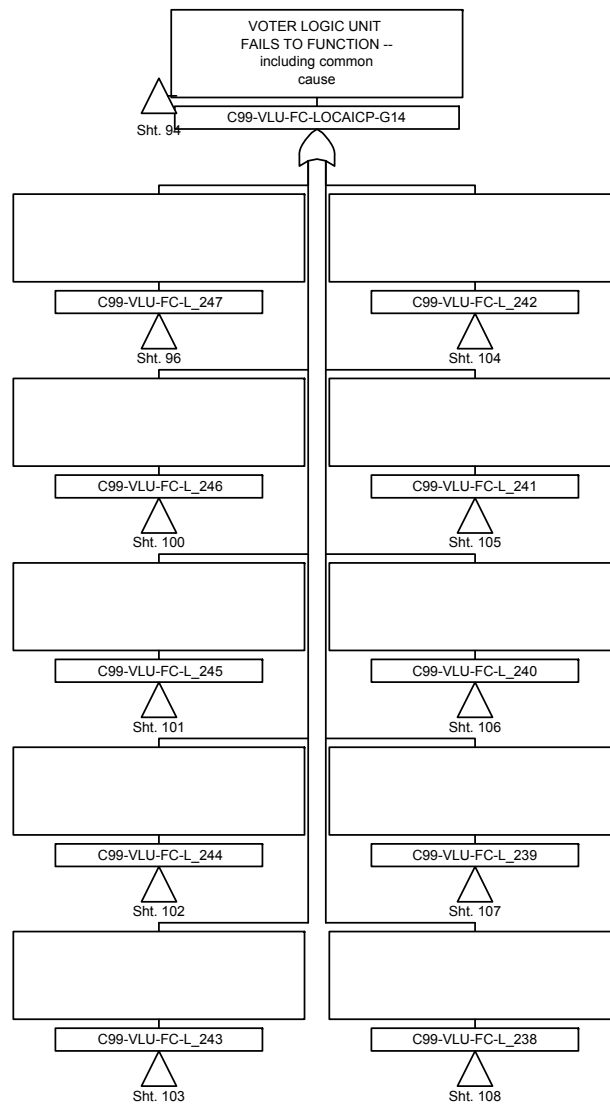 VOTER LOGIC UNIT
FAILS TO FUNCTION --
including common
cause
C99-VLU-FC-LOCAICP-G14
Sht. 94
C99-VLU-FC-L_247
Sht. 96
C99-VLU-FC-L_242
Sht. 104
C99-VLU-FC-L_246
Sht. 100
C99-VLU-FC-L_241
Sht. 105
C99-VLU-FC-L_245
Sht. 101
C99-VLU-FC-L_240
Sht. 106
C99-VLU-FC-L_244
Sht. 102
C99-VLU-FC-L_239
Sht. 107
C99-VLU-FC-L_243
Sht. 103
C99-VLU-FC-L_238
Sht. 108